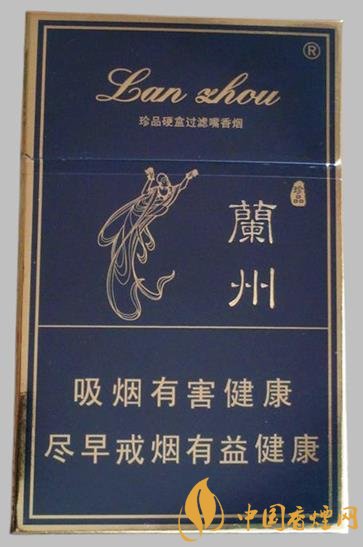 Lan zhou
®
珍品硬盒过滤嘴香烟
珍品
蘭州
吸烟有害健康
尽早戒烟有益健康
中国香烟网